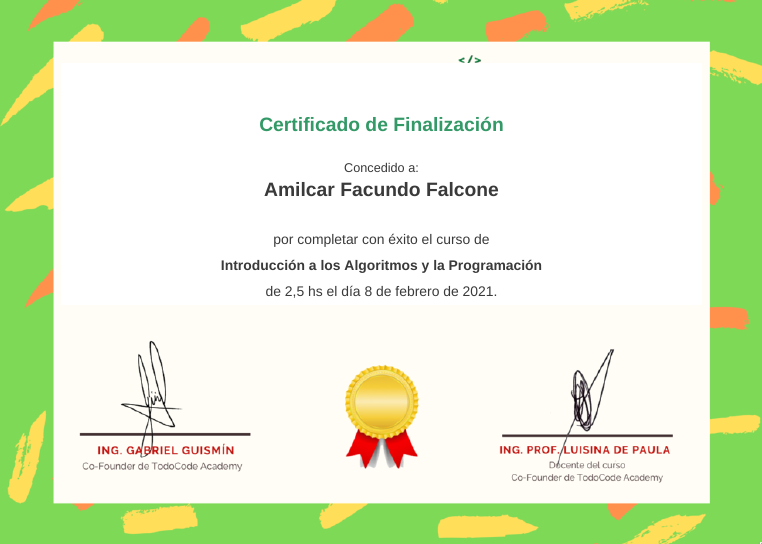 </>
Certificado de Finalización
Concedido a:
Amilcar Facundo Falcone
por completar con éxito el curso de
Introducción a los Algoritmos y la Programación
de 2,5 hs el día 8 de febrero de 2021.
ING. GABRIEL GUISMÍN
Co-Founder de TodoCode Academy
ING. PROF. LUISINA DE PAULA
Docente del curso
Co-Founder de TodoCode Academy